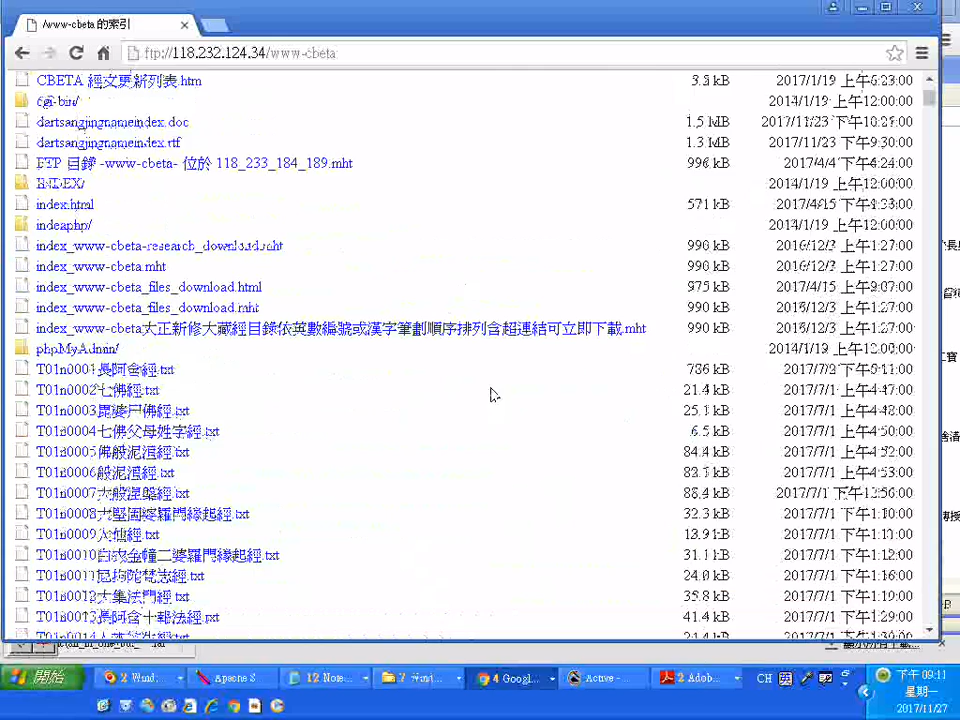 /www-cbeta 的索引
ftp://118.232.124.34/www-cbeta
CBETA 經文更新列表.htm 3.3 kB 2017/1/19 上午6:23:00
cgi-bin/ 2014/1/19 上午12:00:00
dartsangjingnameindex.doc 1.5 MB 2017/11/23 下午10:29:00
dartsangjingnameindex.rtf 1.3 MB 2017/11/23 下午9:30:00
FTP 目錄 -www-cbeta- 位於 118_233_184_189.mht 996 kB 2017/4/4 下午4:24:00
INDEX/ 2014/1/19 上午12:00:00
index.html 571 kB 2017/4/15 下午9:33:00
indexphp/ 2014/1/19 上午12:00:00
index_www-cbeta-research_download.mht 990 kB 2016/12/3 上午1:27:00
index_www-cbeta.mht 990 kB 2016/12/3 上午1:27:00
index_www-cbeta_files_download.html 975 kB 2015/4/7 上午9:07:00
index_www-cbeta_files_download.mht 990 kB 2015/12/3 上午1:27:00
index_www-cbeta大正新修大藏經目錄依英數編號或漢字筆劃順序排列含超連結可立即下載.mht 990 kB 2015/12/3 上午1:27:00
phpMyAdmin/ 2014/1/19 上午12:00:00
T01n0001長阿含經.txt 786 kB 2017/7/2 下午5:11:00
T01n0002七佛經.txt 21.4 kB 2017/7/1 上午4:47:00
T01n0003毘婆尸佛經.txt 25.1 kB 2017/7/1 上午4:48:00
T01n0004七佛父母姓字經.txt 6.5 kB 2017/7/1 上午4:50:00
T01n0005佛般泥洹經.txt 84.4 kB 2017/7/1 上午4:52:00
T01n0006般泥洹經.txt 2017/7/1 上午4:53:00
T01n0007大般涅槃經.txt 88.4 kB 2017/7/1 下午12:56:00
T01n0008大堅固婆羅門緣起經.txt 32.3 kB 2017/7/1 下午1:10:00
T01n0009人仙經.txt 13.9 kB 2017/7/1 下午1:11:00
T01n0010白衣金幢二婆羅門緣起經.txt 31.1 kB 2017/7/1 下午1:12:00
T01n0011尼拘陀梵志經.txt 24.0 kB 2017/7/1 下午1:16:00
T01n0012大集法門經.txt 35.8 kB 2017/7/1 下午1:19:00
T01n0013長阿含十報法經.txt 41.4 kB 2017/7/1 下午1:29:00
開始 2 Wind... Apache S... 12 Note... 7 Wind... 4 Googl... Active - 2 Adob... CH 下午 09:11
星期一
2017/11/27